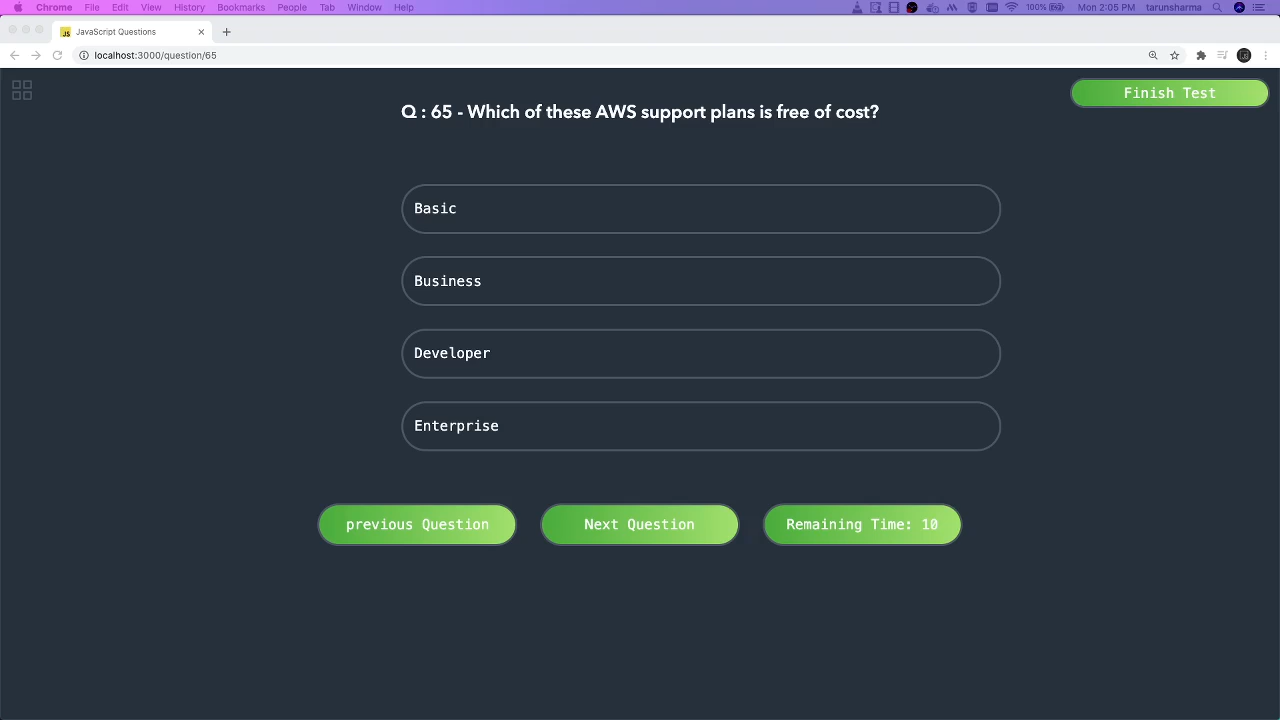 Chrome File Edit View History Bookmarks People Tab Window Help 100% Mon 2:05 PM tarunsharma
JS JavaScript Questions
localhost:3000/question/65
Finish Test
Q : 65 - Which of these AWS support plans is free of cost?
Basic
Business
Developer
Enterprise
previous Question Next Question Remaining Time: 10